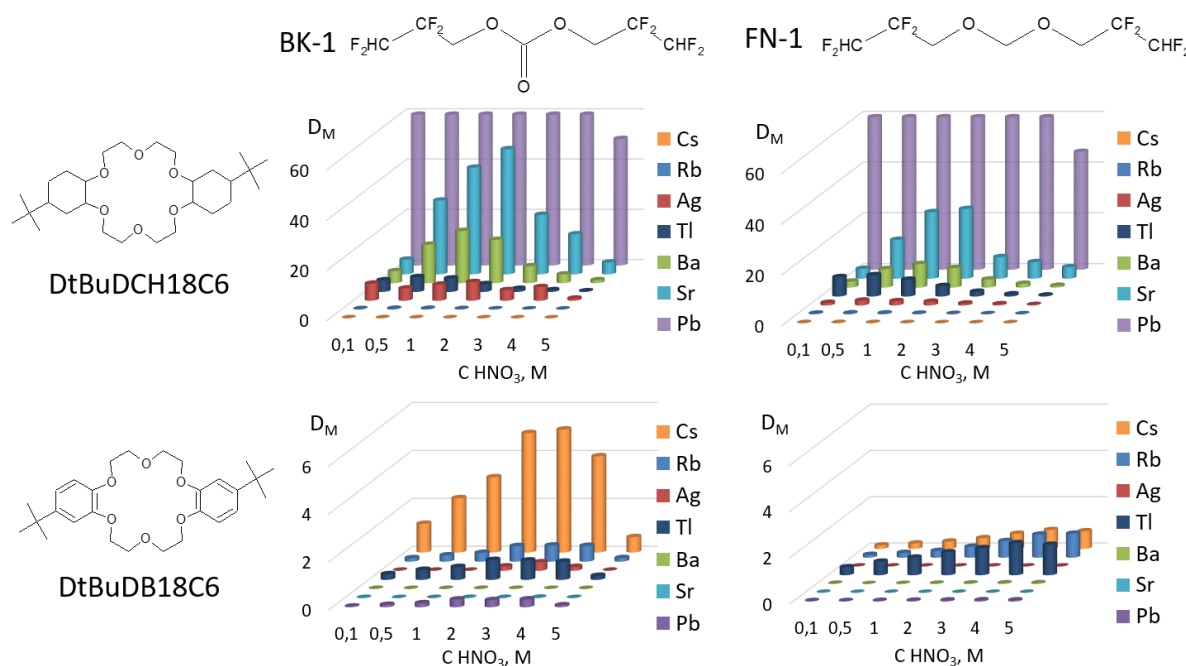 BK-1
F₂HC CF₂ O O CF₂ CHF₂
O
FN-1
F₂HC CF₂ O O CF₂ CHF₂
O O O O O O
DtBuDCH18C6
D_M
60
40
20
0
0,1 0,5 1 2 3 4 5
C HNO₃, M
Cs
Rb
Ag
Tl
Ba
Sr
Pb
D_M
60
40
20
0
0,1 0,5 1 2 3 4 5
C HNO₃, M
Cs
Rb
Ag
Tl
Ba
Sr
Pb
O O O O O O
DtBuDB18C6
D_M
6
4
2
0
0,1 0,5 1 2 3 4 5
C HNO₃, M
Cs
Rb
Ag
Tl
Ba
Sr
Pb
D_M
6
4
2
0
0,1 0,5 1 2 3 4 5
C HNO₃, M
Cs
Rb
Ag
Tl
Ba
Sr
Pb